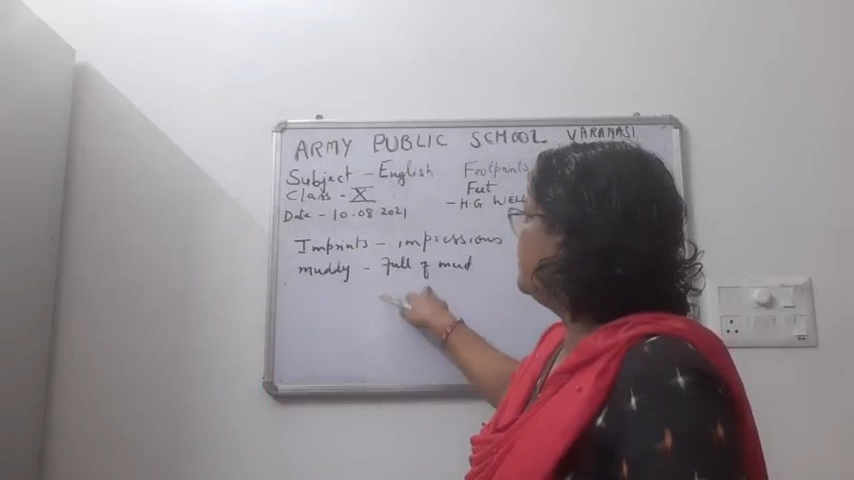 ARMY PUBLIC SCHOOL VARANASI
Subject - English
Class - X
Date - 10.08.2021
Footprints
Feet
- H.G WELL
Imprints - impressions
muddy - Full of mud